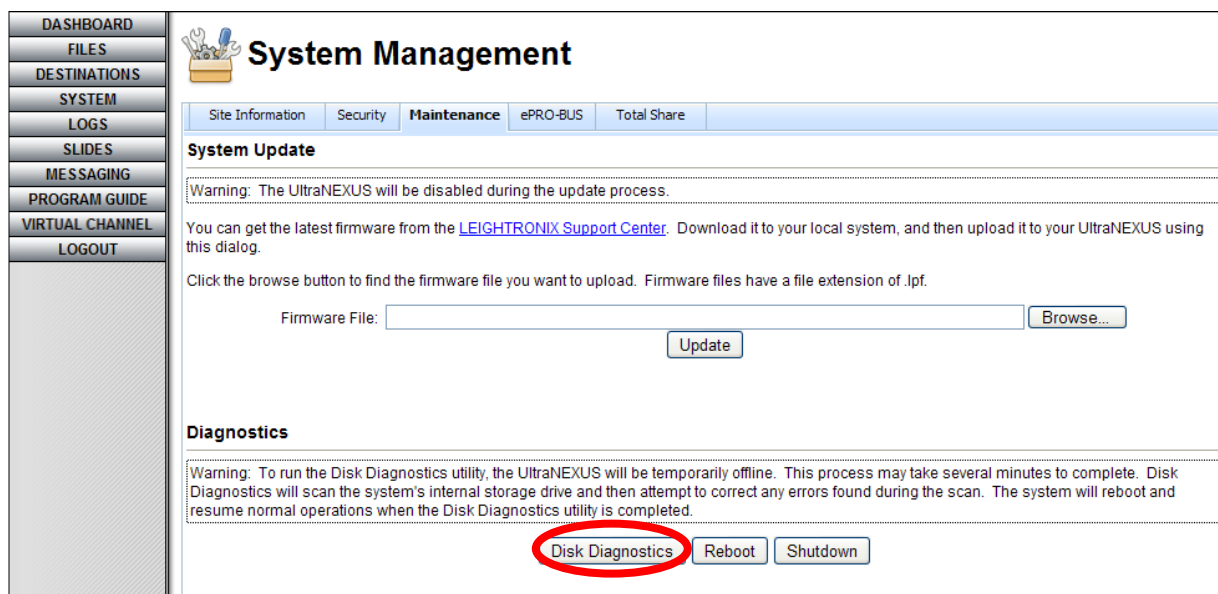 DASHBOARD
FILES
DESTINATIONS
SYSTEM
LOGS
SLIDES
MESSAGING
PROGRAM GUIDE
VIRTUAL CHANNEL
LOGOUT
System Management
Site Information Security Maintenance ePRO-BUS Total Share
System Update
Warning: The UltraNEXUS will be disabled during the update process.
You can get the latest firmware from the LEIGHTRONIX Support Center. Download it to your local system, and then upload it to your UltraNEXUS using
this dialog.
Click the browse button to find the firmware file you want to upload. Firmware files have a file extension of .lpf.
Firmware File: Browse...
Update
Diagnostics
Warning: To run the Disk Diagnostics utility, the UltraNEXUS will be temporarily offline. This process may take several minutes to complete. Disk
Diagnostics will scan the system's internal storage drive and then attempt to correct any errors found during the scan. The system will reboot and
resume normal operations when the Disk Diagnostics utility is completed.
Disk Diagnostics Reboot Shutdown